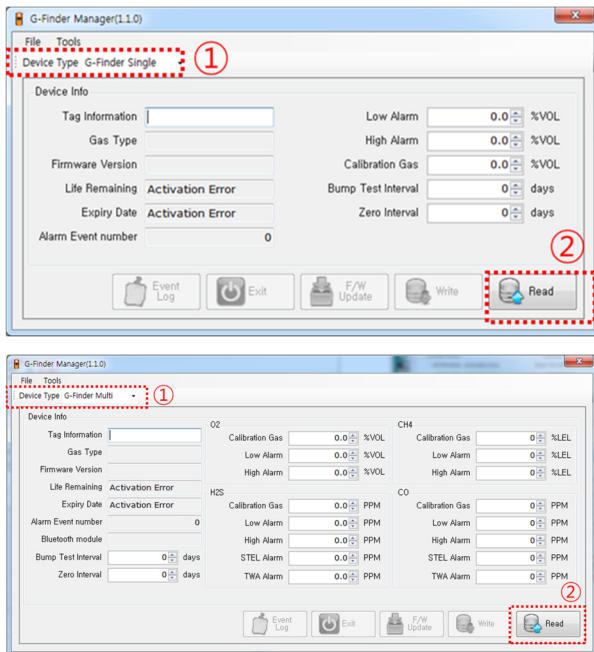 G-Finder Manager(1.1.0)
File Tools
Device Type G-Finder Single
①
Device Info
Tag Information
Low Alarm 0.0 %VOL
Gas Type
High Alarm 0.0 %VOL
Firmware Version
Calibration Gas 0.0 %VOL
Life Remaining Activation Error
Bump Test Interval 0 days
Expiry Date Activation Error
Zero Interval 0 days
Alarm Event number 0
②
Event Log
Exit
F/W Update
Write
Read
G-Finder Manager(1.1.0)
File Tools
Device Type G-Finder Multi
①
Device Info
Tag Information
Gas Type
Firmware Version
Life Remaining Activation Error
Expiry Date Activation Error
Alarm Event number 0
Bluetooth module
Bump Test Interval 0 days
Zero Interval 0 days
O2
Calibration Gas 0.0 %VOL
Low Alarm 0.0 %VOL
High Alarm 0.0 %VOL
CH4
Calibration Gas 0 %LEL
Low Alarm 0 %LEL
High Alarm 0 %LEL
H2S
Calibration Gas 0.0 PPM
Low Alarm 0.0 PPM
High Alarm 0.0 PPM
STEL Alarm 0.0 PPM
TWA Alarm 0.0 PPM
CO
Calibration Gas 0 PPM
Low Alarm 0 PPM
High Alarm 0 PPM
STEL Alarm 0 PPM
TWA Alarm 0 PPM
②
Event Log
Exit
F/W Update
Write
Read